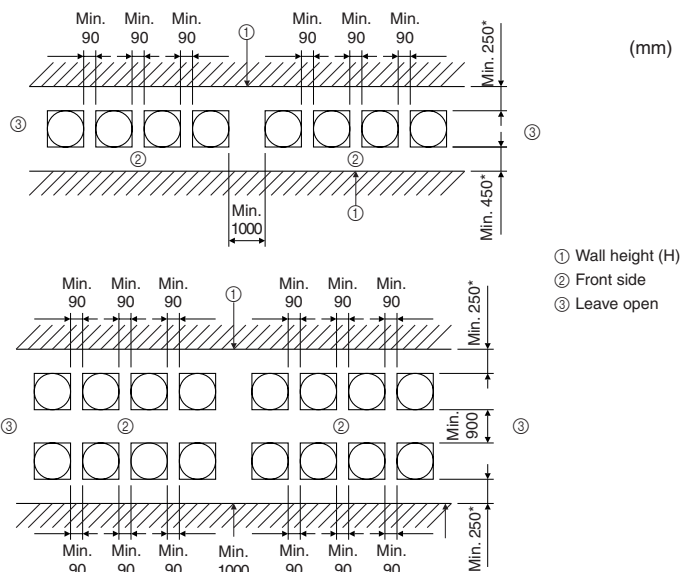 Min. Min. Min. Min. Min. Min.
90 90 90 ① 90 90 90
Min. 250*
(mm)
③ ③
② ②
Min. 450*
Min.
1000
①
① Wall height (H)
② Front side
③ Leave open
Min. Min. Min. Min. Min. Min.
90 90 90 ① 90 90 90
Min. 250*
③ ② ② Min.
900 ③
Min. 250*
Min. Min. Min. Min. Min. Min. Min.
90 90 90 1000 90 90 90